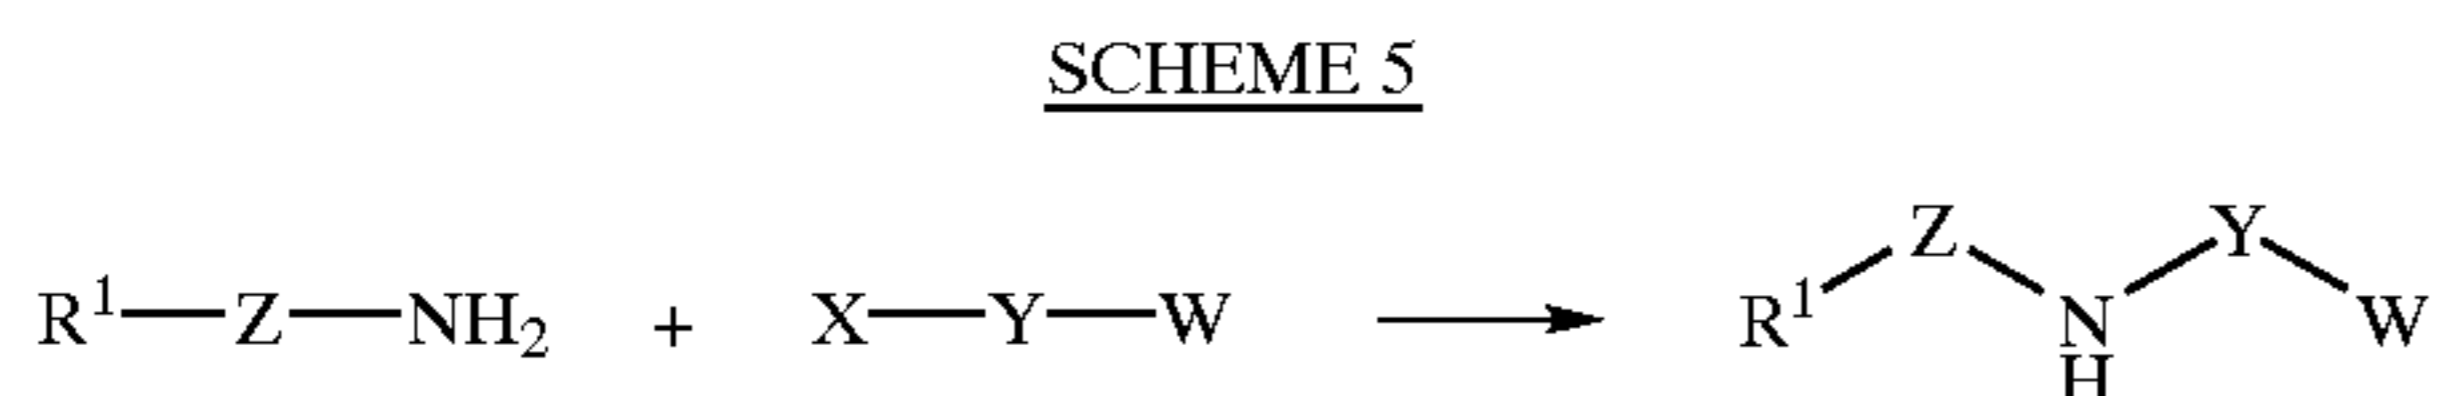 SCHEME 5
R¹—Z—NH₂ + X—Y—W → R¹ Z N H Y W